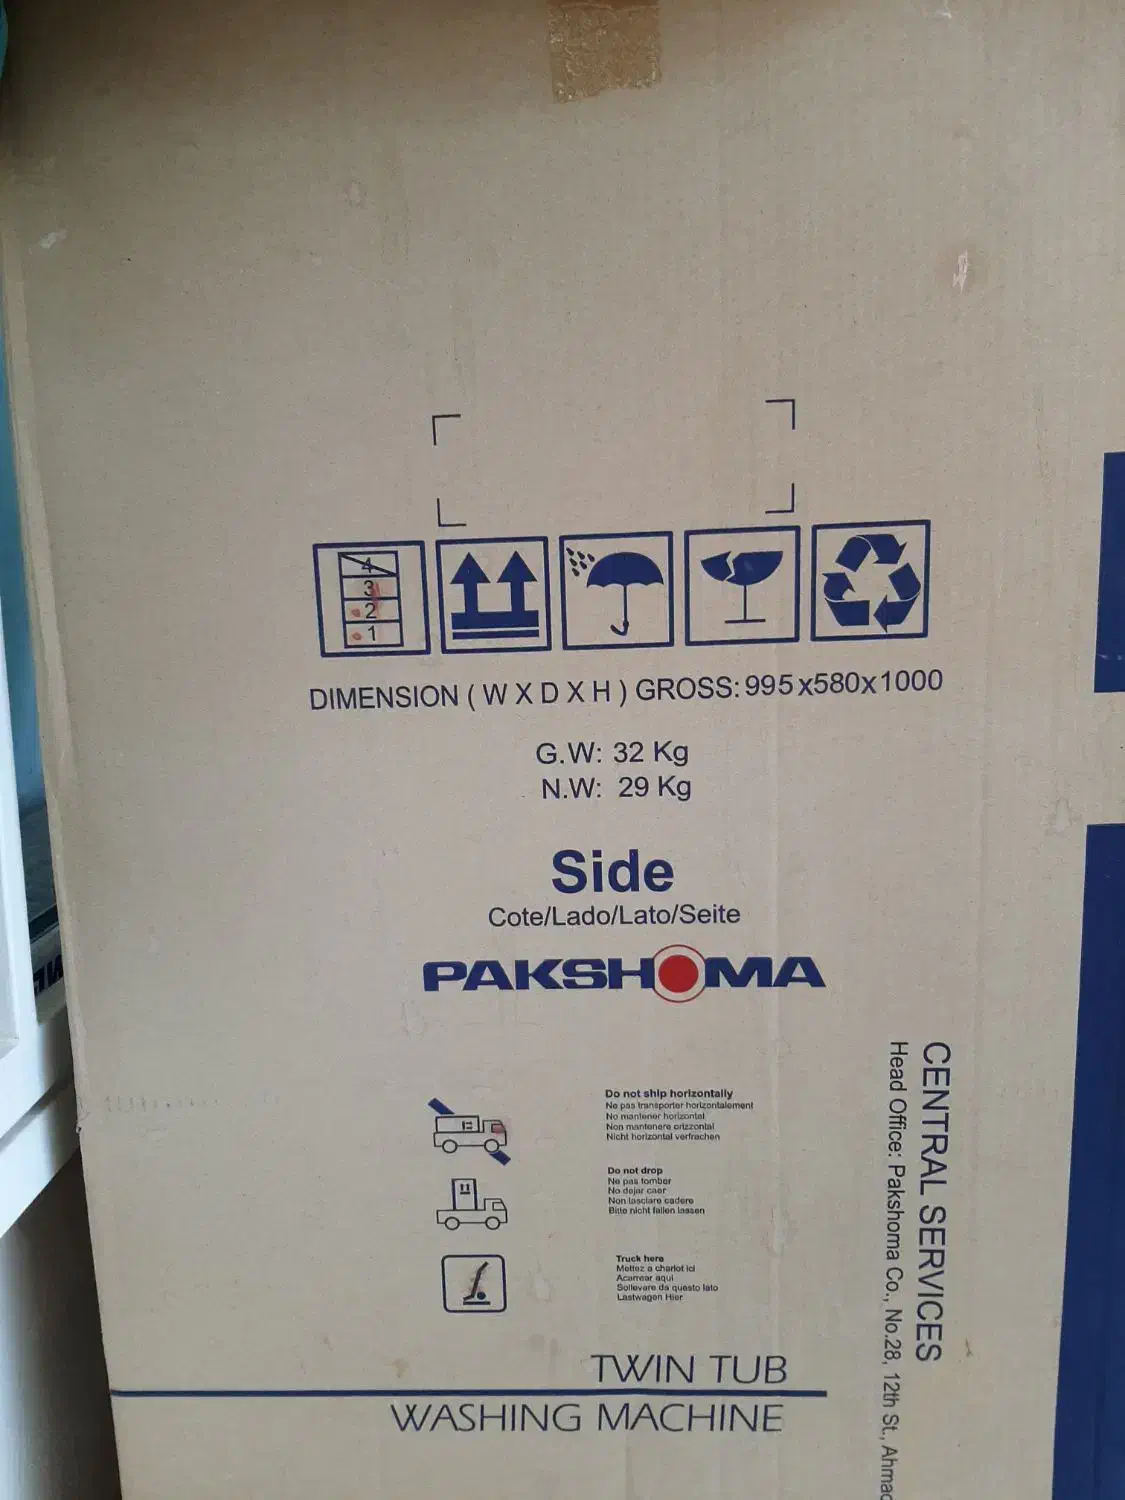 4
3
2
1
DIMENSION ( W X D X H ) GROSS: 995x580x1000
G.W: 32 Kg
N.W: 29 Kg
Side
Cote/Lado/Lato/Seite
PAKSHOMA
Do not ship horizontally
Ne pas transporter horizontalement
No mantener horizontal
Non mantenere orizzontal
Nicht horizontal verfrachen
Do not drop
Ne pas tomber
No dejar caer
Non lasclare cadere
Bitte nicht fallen lassen
Truck here
Mettez a chariot ici
Acarrear aqui
Sollevare da questo lato
Lastwagen Hier
TWIN TUB
WASHING MACHINE
CENTRAL SERVICES
Head Office: Pakshoma Co., No.28, 12th St., Ahmad